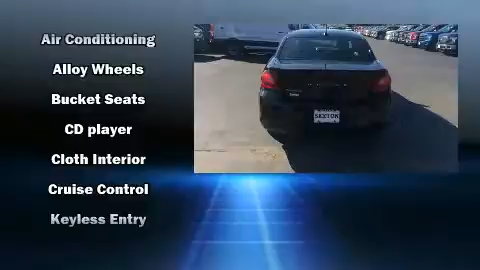 Air Conditioning
Alloy Wheels
Bucket Seats
CD player
Cloth Interior
Cruise Control
Keyless Entry
SEXTON